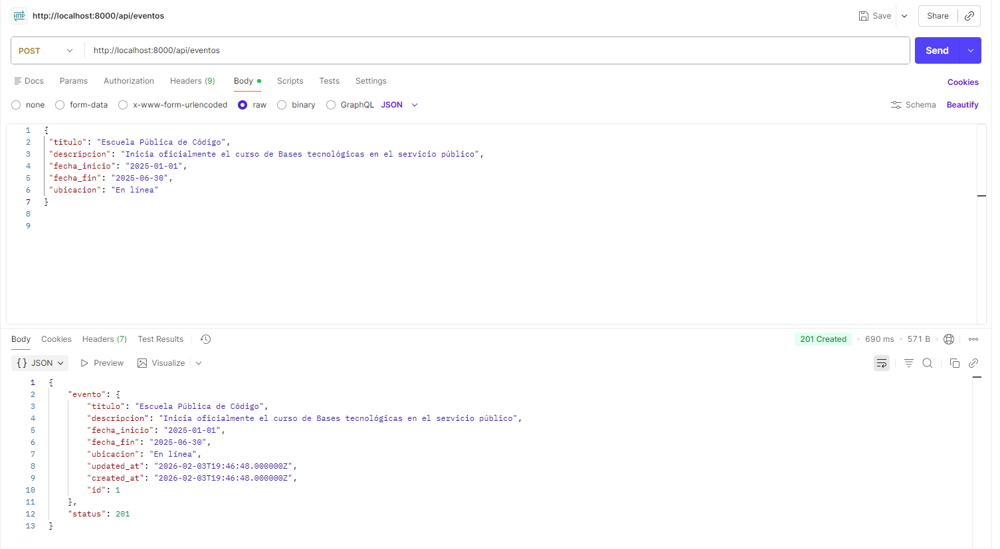 HTTP http://localhost:8000/api/eventos Save Share
POST http://localhost:8000/api/eventos Send
Docs Params Authorization Headers (9) Body Scripts Tests Settings Cookies
none form-data x-www-form-urlencoded raw binary GraphQL JSON Schema Beautify
1 {
2 "titulo": "Escuela Pública de Código",
3 "descripcion": "Inicia oficialmente el curso de Bases tecnológicas en el servicio público",
4 "fecha_inicio": "2025-01-01",
5 "fecha_fin": "2025-06-30",
6 "ubicacion": "En línea"
7 }
8
9
Body Cookies Headers (7) Test Results 201 Created 690 ms 571 B
{} JSON Preview Visualize
1 {
2 "evento": {
3 "titulo": "Escuela Pública de Código",
4 "descripcion": "Inicia oficialmente el curso de Bases tecnológicas en el servicio público",
5 "fecha_inicio": "2025-01-01",
6 "fecha_fin": "2025-06-30",
7 "ubicacion": "En línea",
8 "updated_at": "2026-02-03T19:46:48.000000Z",
9 "created_at": "2026-02-03T19:46:48.000000Z",
10 "id": 1
11 },
12 "status": 201
13 }